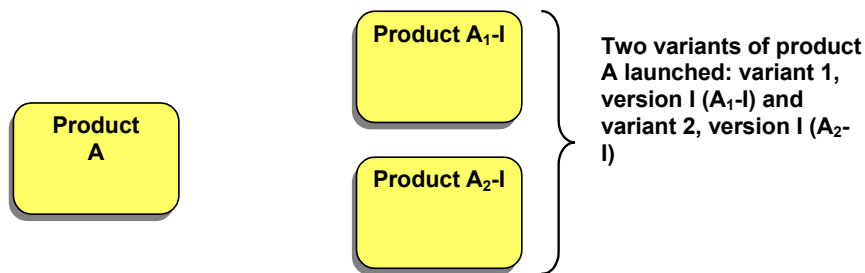 Product
A
Product A₁-I
Product A₂-I
Two variants of product
A launched: variant 1,
version I (A₁-I) and
variant 2, version I (A₂-
I)